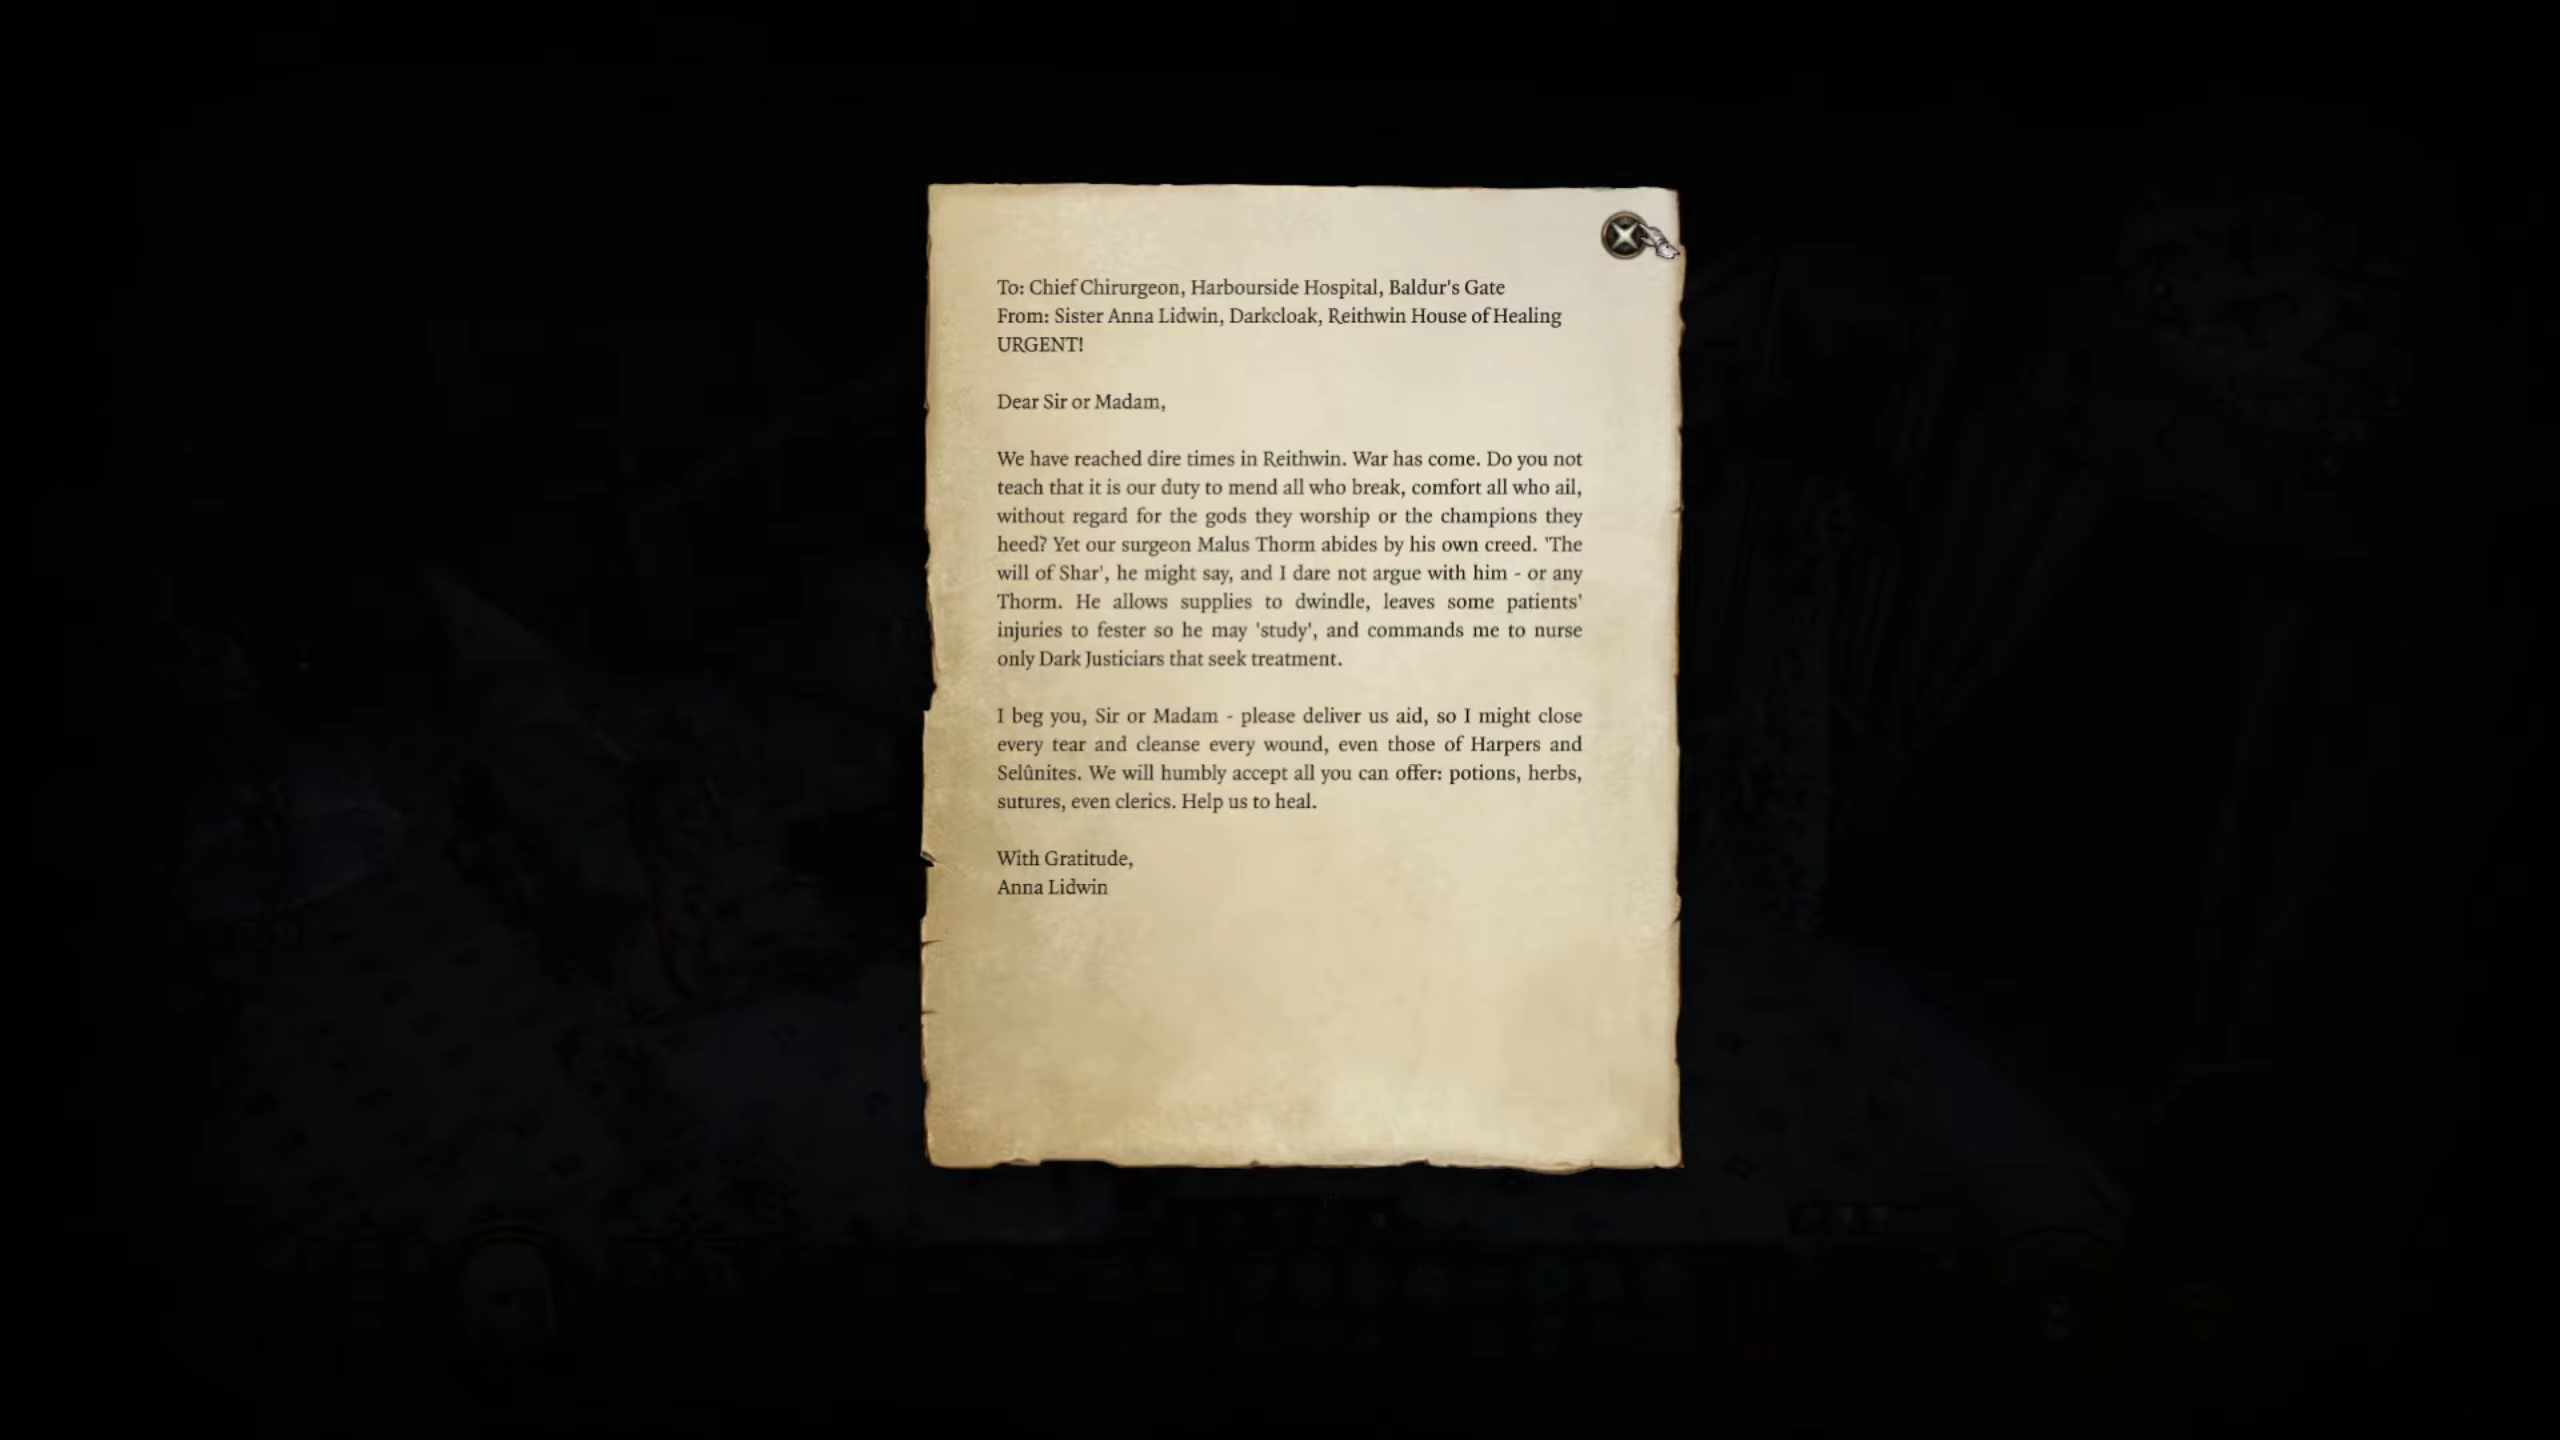 To: Chief Chirurgeon, Harbourside Hospital, Baldur's Gate
From: Sister Anna Lidwin, Darkcloak, Reithwin House of Healing
URGENT!
Dear Sir or Madam,
We have reached dire times in Reithwin. War has come. Do you not
teach that it is our duty to mend all who break, comfort all who ail,
without regard for the gods they worship or the champions they
heed? Yet our surgeon Malus Thorm abides by his own creed. 'The
will of Shar', he might say, and I dare not argue with him - or any
Thorm. He allows supplies to dwindle, leaves some patients'
injuries to fester so he may 'study', and commands me to nurse
only Dark Justiciars that seek treatment.
I beg you, Sir or Madam - please deliver us aid, so I might close
every tear and cleanse every wound, even those of Harpers and
Selûnites. We will humbly accept all you can offer: potions, herbs,
sutures, even clerics. Help us to heal.
With Gratitude,
Anna Lidwin